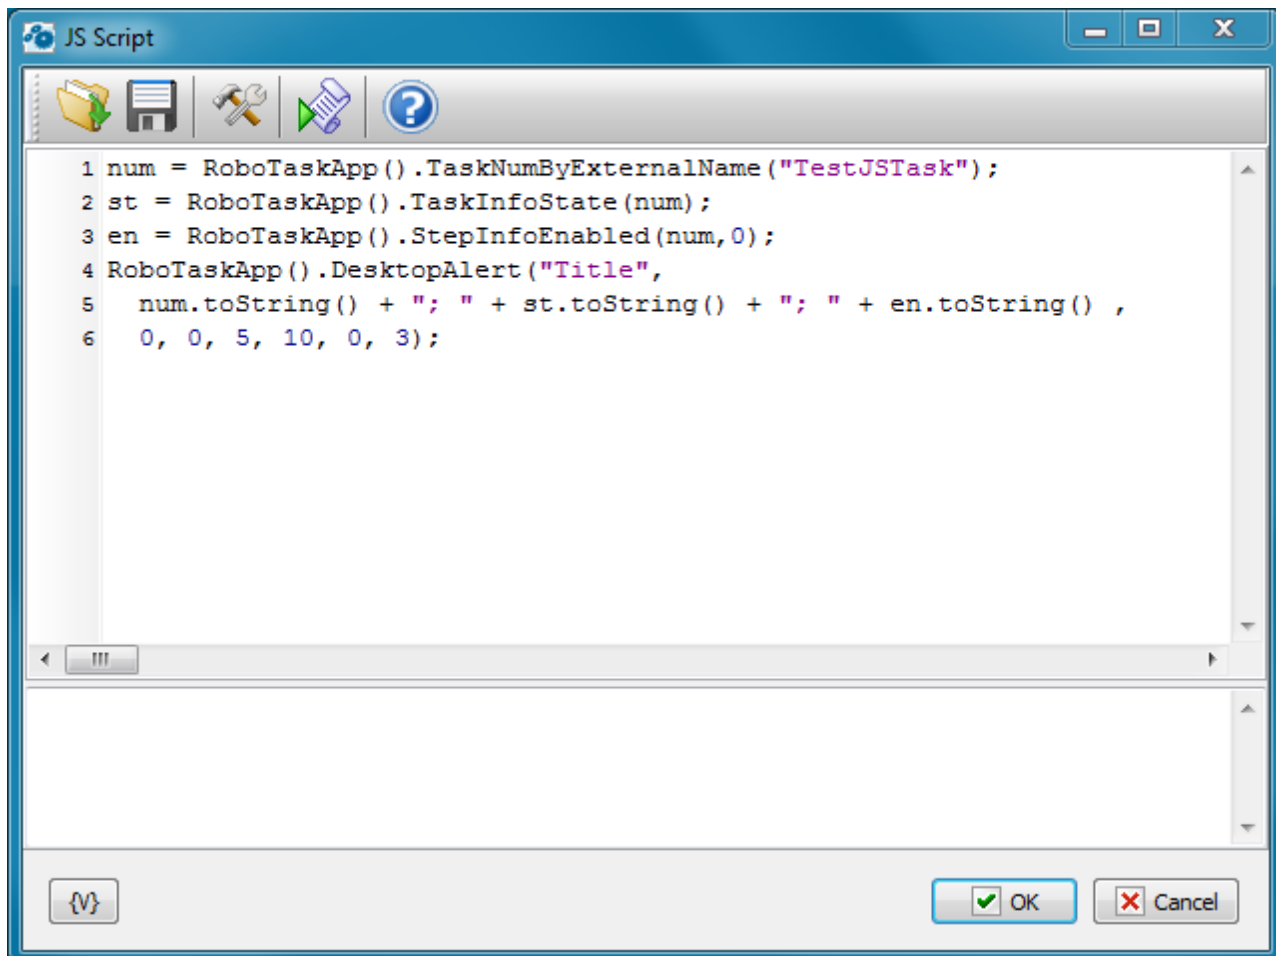 JS Script
1 num = RoboTaskApp().TaskNumByExternalName("TestJSTask");
2 st = RoboTaskApp().TaskInfoState(num);
3 en = RoboTaskApp().StepInfoEnabled(num,0);
4 RoboTaskApp().DesktopAlert("Title",
5   num.toString() + "; " + st.toString() + "; " + en.toString() ,
6   0, 0, 5, 10, 0, 3);
{V} OK Cancel